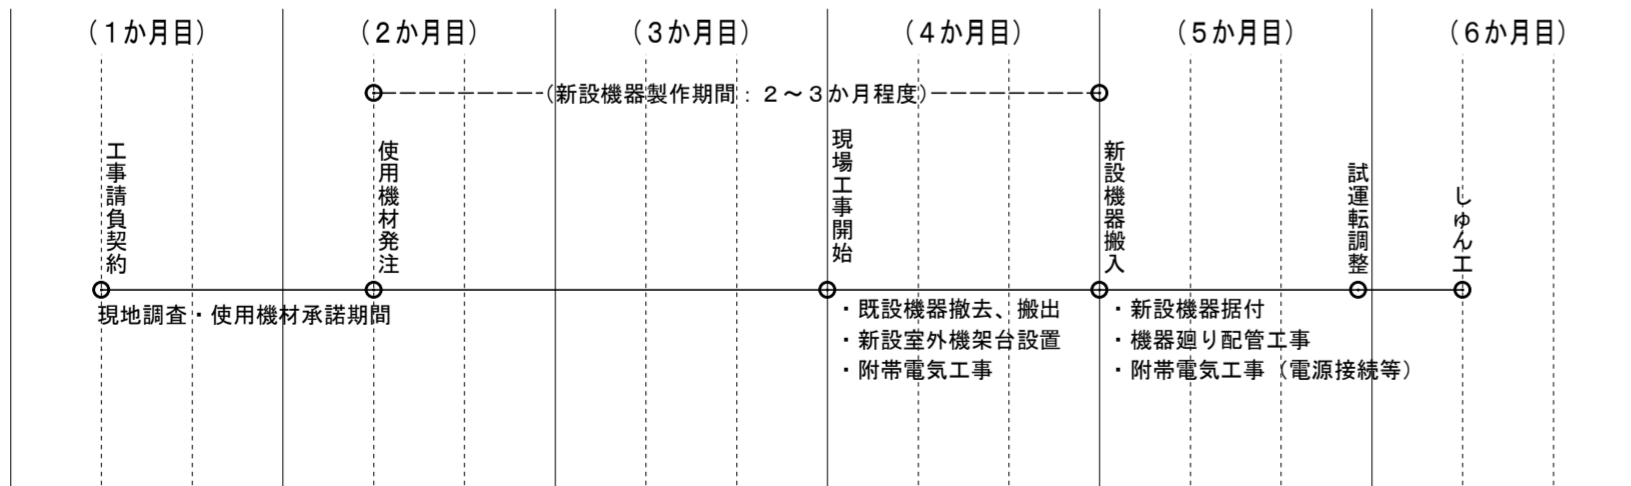 （１か月目）
（２か月目）
（３か月目）
（４か月目）
（５か月目）
（６か月目）
（新設機器製作期間：２～３か月程度）
工事請負契約
使用機材発注
現場工事開始
新設機器搬入
試運転調整
しゅん工
現地調査・使用機材承諾期間
・既設機器撤去、搬出
・新設室外機架台設置
・附帯電気工事
・新設機器据付
・機器廻り配管工事
・附帯電気工事（電源接続等）